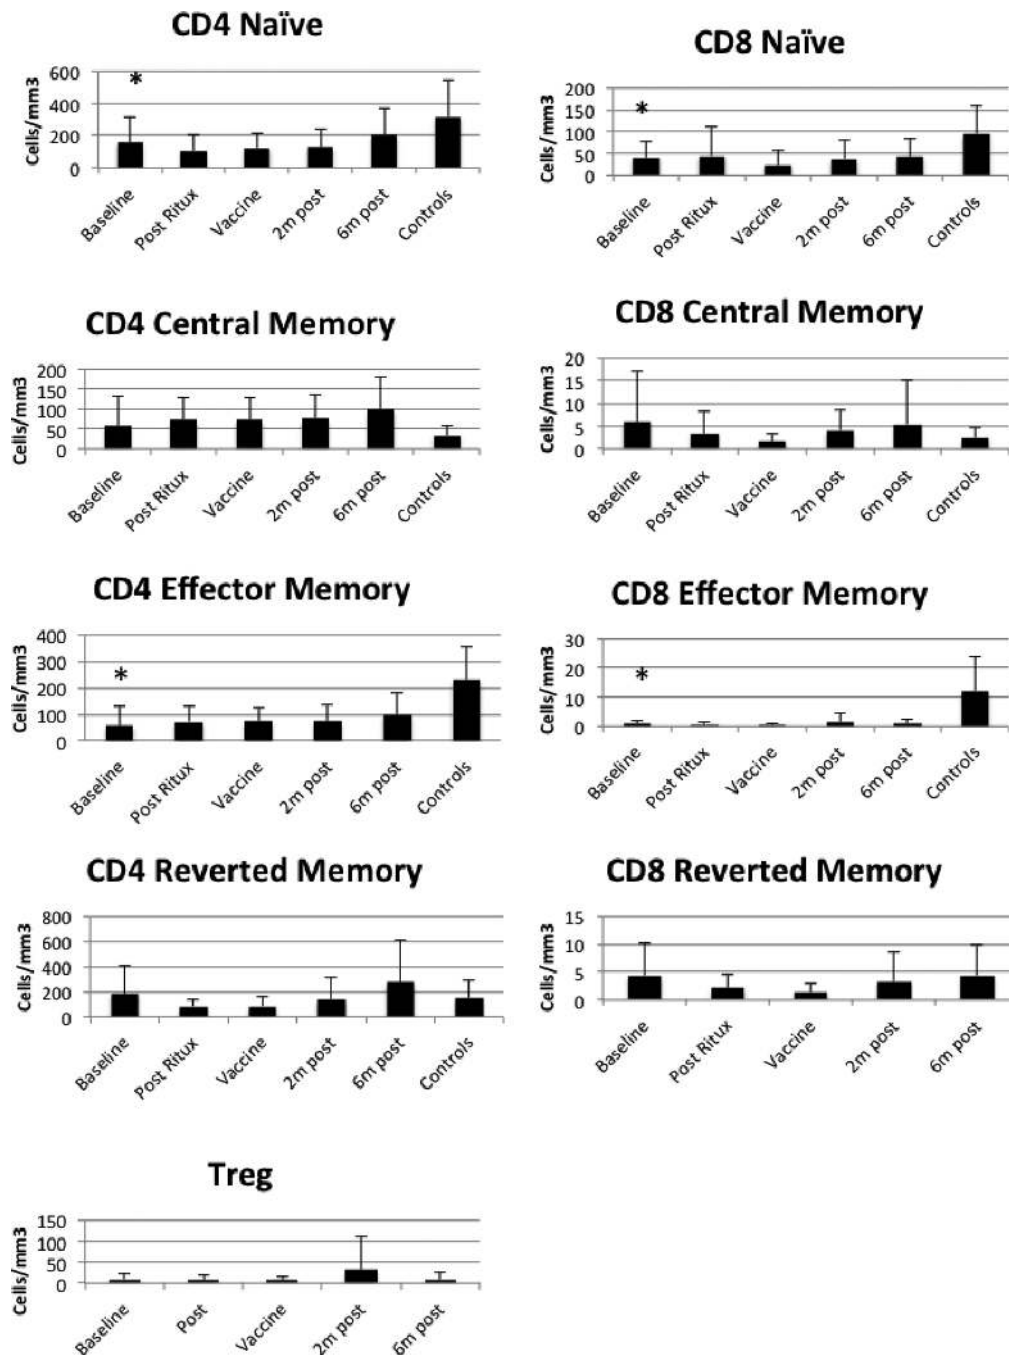 CD4 Naïve
Cells/mm3
600
400
200
0
*
Baseline
Post Ritux
Vaccine
2m post
6m post
Controls
CD8 Naïve
Cells/mm3
200
150
100
50
0
*
Baseline
Post Ritux
Vaccine
2m post
6m post
Controls
CD4 Central Memory
Cells/mm3
200
150
100
50
0
Baseline
Post Ritux
Vaccine
2m post
6m post
Controls
CD8 Central Memory
Cells/mm3
20
15
10
5
0
Baseline
Post Ritux
Vaccine
2m post
6m post
Controls
CD4 Effector Memory
Cells/mm3
400
300
200
100
0
*
Baseline
Post Ritux
Vaccine
2m post
6m post
Controls
CD8 Effector Memory
Cells/mm3
30
20
10
0
*
Baseline
Post Ritux
Vaccine
2m post
6m post
Controls
CD4 Reverted Memory
Cells/mm3
800
600
400
200
0
Baseline
Post Ritux
Vaccine
2m post
6m post
Controls
CD8 Reverted Memory
Cells/mm3
15
10
5
0
Baseline
Post Ritux
Vaccine
2m post
6m post
Treg
Cells/mm3
150
100
50
0
Baseline
Post
Vaccine
2m post
6m post